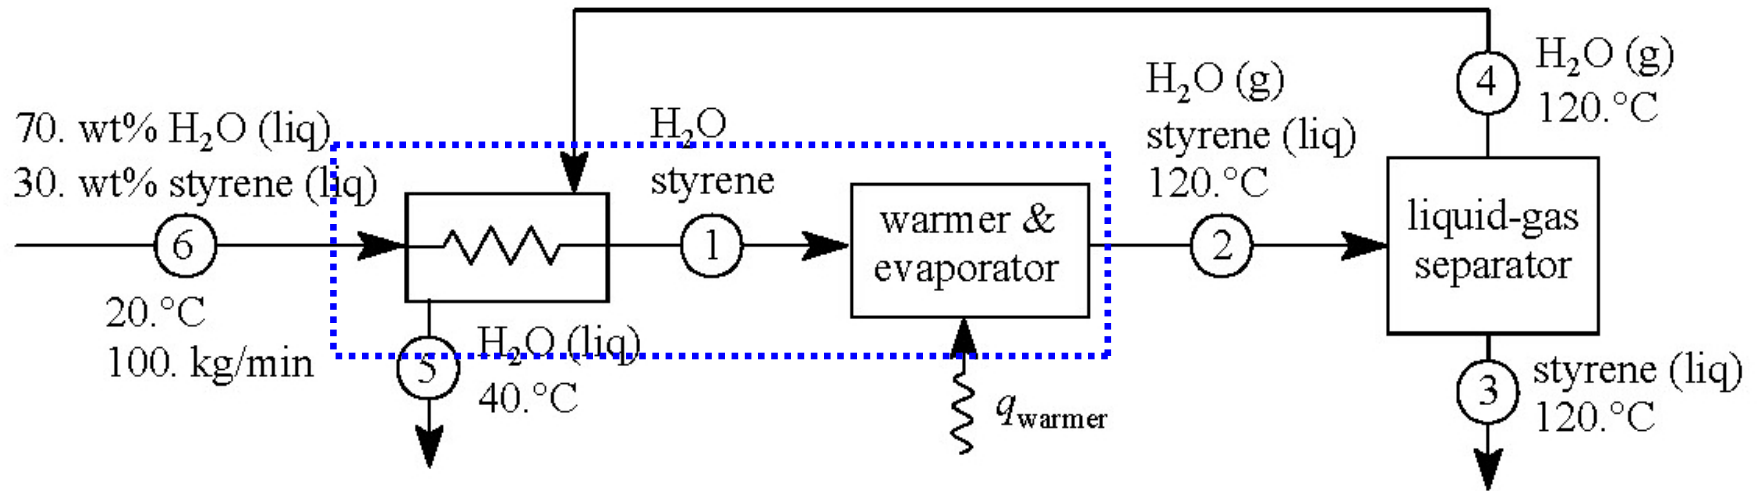 70. wt% H₂O (liq)
30. wt% styrene (liq)
6
20.°C
100. kg/min
H₂O (liq)
5
40.°C
H₂O
styrene
1
warmer &
evaporator
q warmer
H₂O (g)
styrene (liq)
120.°C
2
liquid-gas
separator
4
H₂O (g)
120.°C
3
styrene (liq)
120.°C